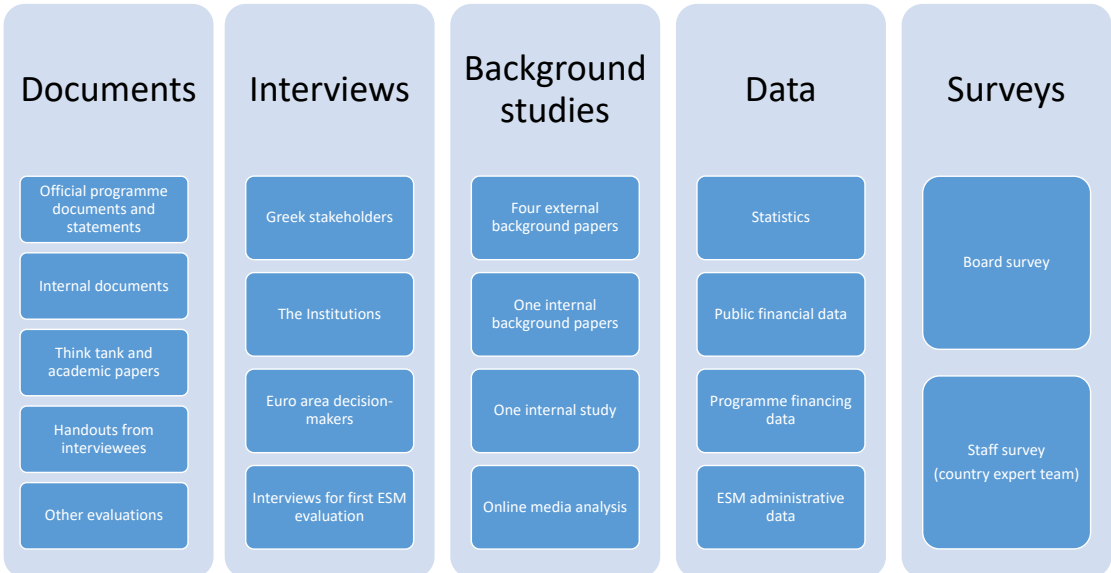 Documents
Official programme
documents and
statements
Internal documents
Think tank and
academic papers
Handouts from
interviewees
Other evaluations
Interviews
Greek stakeholders
The Institutions
Euro area decision-
makers
Interviews for first ESM
evaluation
Background
studies
Four external
background papers
One internal
background papers
One internal study
Online media analysis
Data
Statistics
Public financial data
Programme financing
data
ESM administrative
data
Surveys
Board survey
Staff survey
(country expert team)